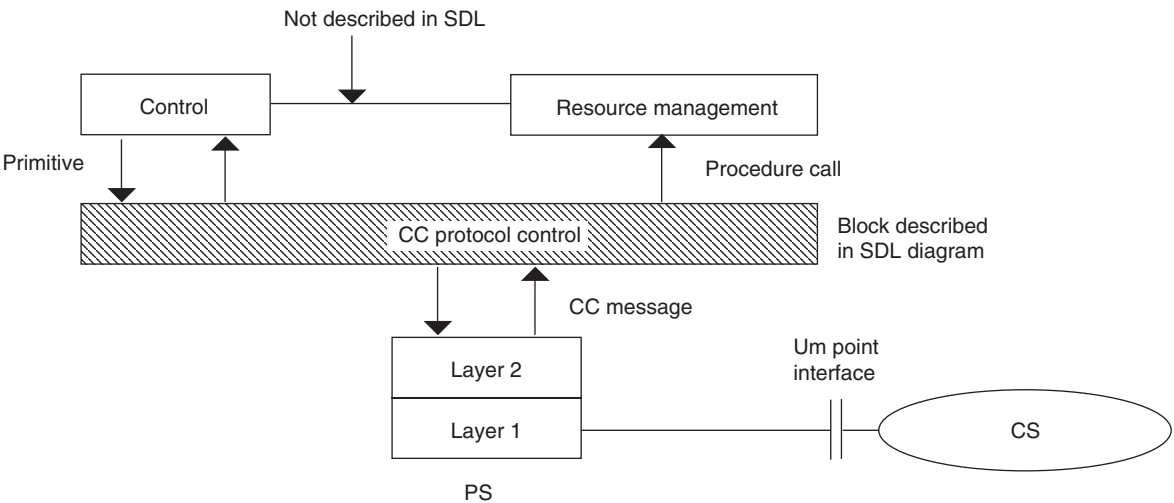 Not described in SDL
Control
Resource management
Primitive
Procedure call
CC protocol control
Block described
in SDL diagram
CC message
Um point
interface
Layer 2
Layer 1
CS
PS